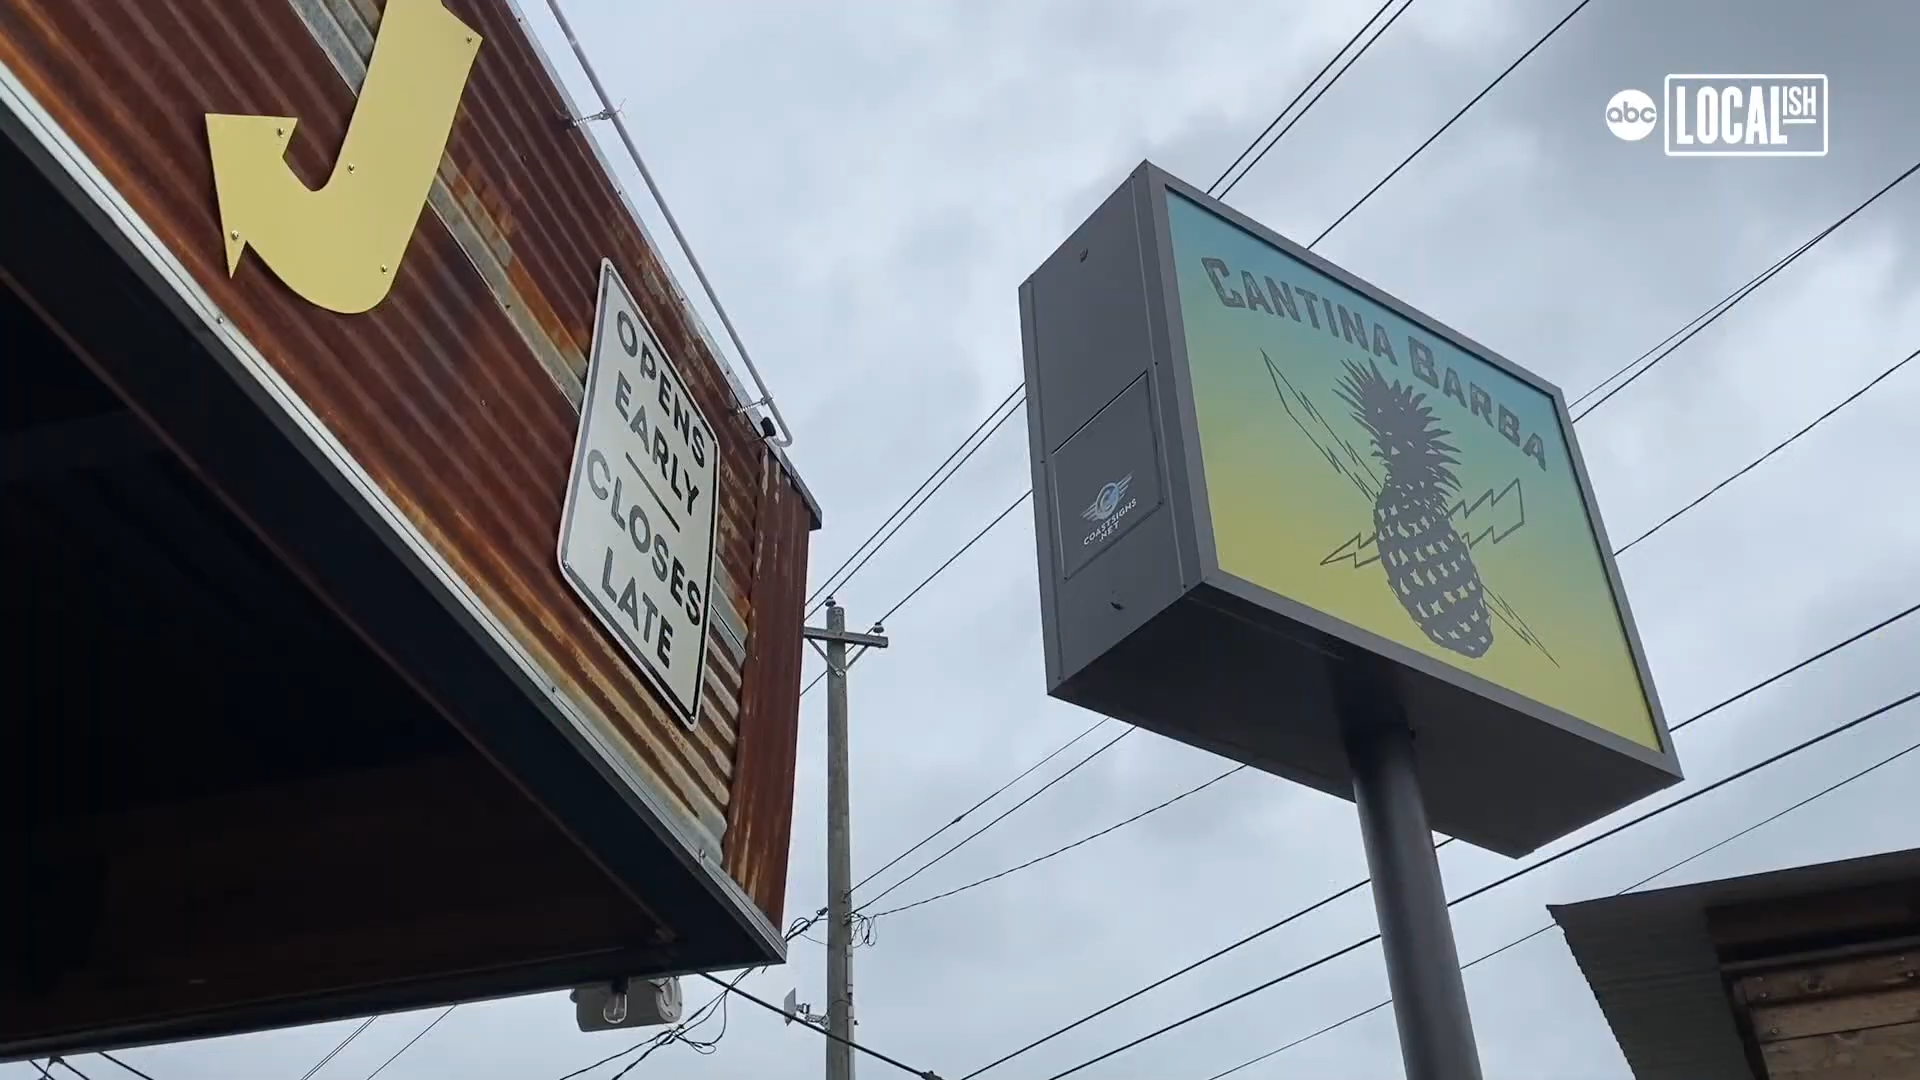 abc
LOCALISH
OPENS
EARLY
CLOSES
LATE
CANTINA BARBA
COASTSIGNS
.NET